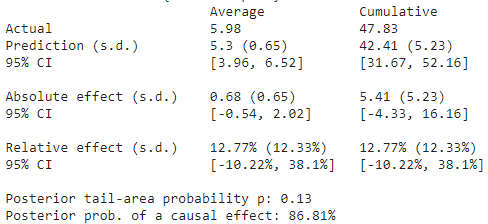 Average Cumulative
Actual 5.98 47.83
Prediction (s.d.) 5.3 (0.65) 42.41 (5.23)
95% CI [3.96, 6.52] [31.67, 52.16]
Absolute effect (s.d.) 0.68 (0.65) 5.41 (5.23)
95% CI [-0.54, 2.02] [-4.33, 16.16]
Relative effect (s.d.) 12.77% (12.33%) 12.77% (12.33%)
95% CI [-10.22%, 38.1%] [-10.22%, 38.1%]
Posterior tail-area probability p: 0.13
Posterior prob. of a causal effect: 86.81%